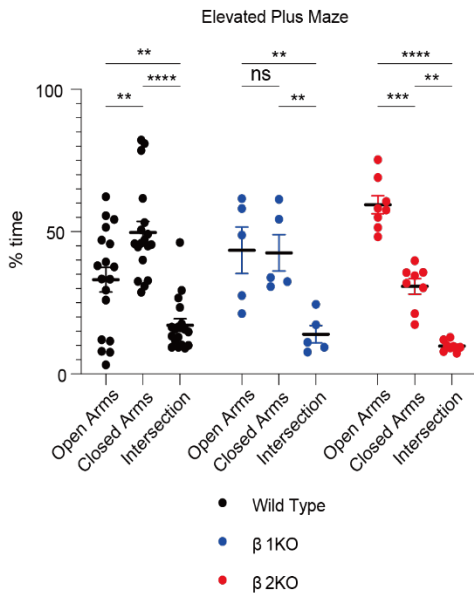 Elevated Plus Maze
** ** ****
**** ns **
** ** ***
100
50
0
% time
Open Arms
Closed Arms
Intersection
Open Arms
Closed Arms
Intersection
Open Arms
Closed Arms
Intersection
Wild Type
β 1KO
β 2KO